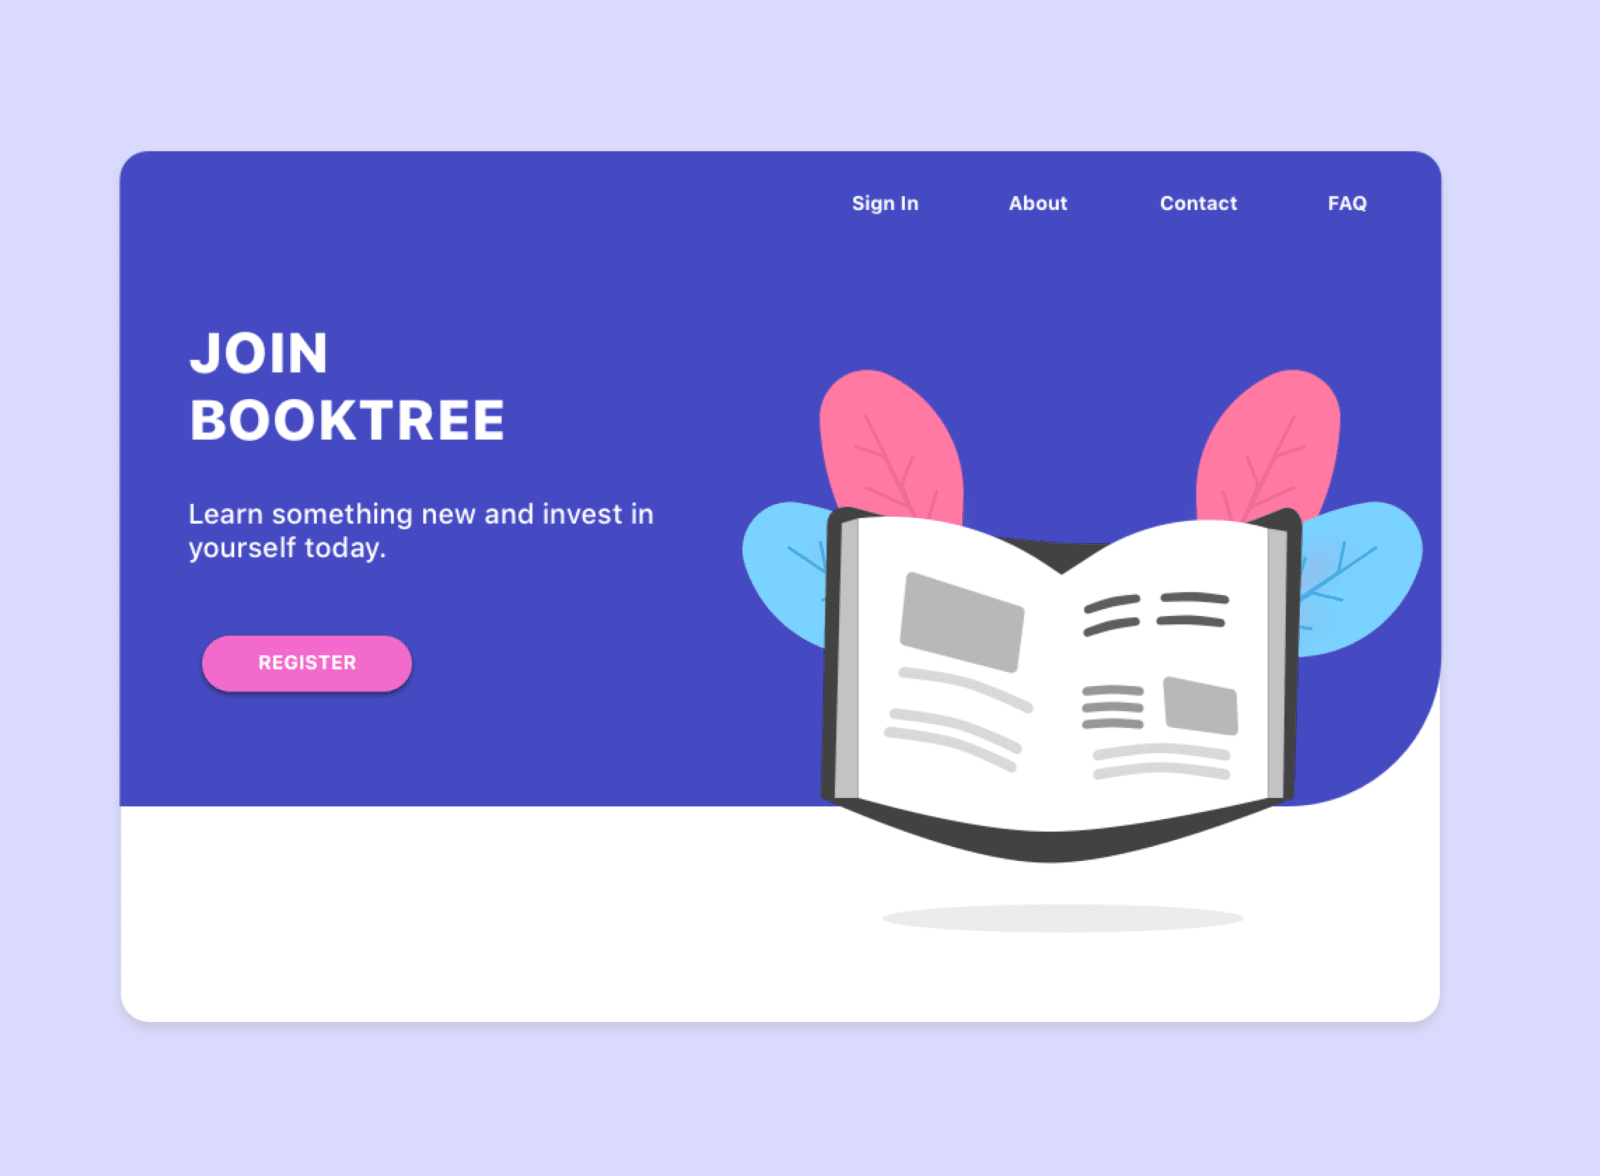 Sign In About Contact FAQ
JOIN
BOOKTREE
Learn something new and invest in
yourself today.
REGISTER